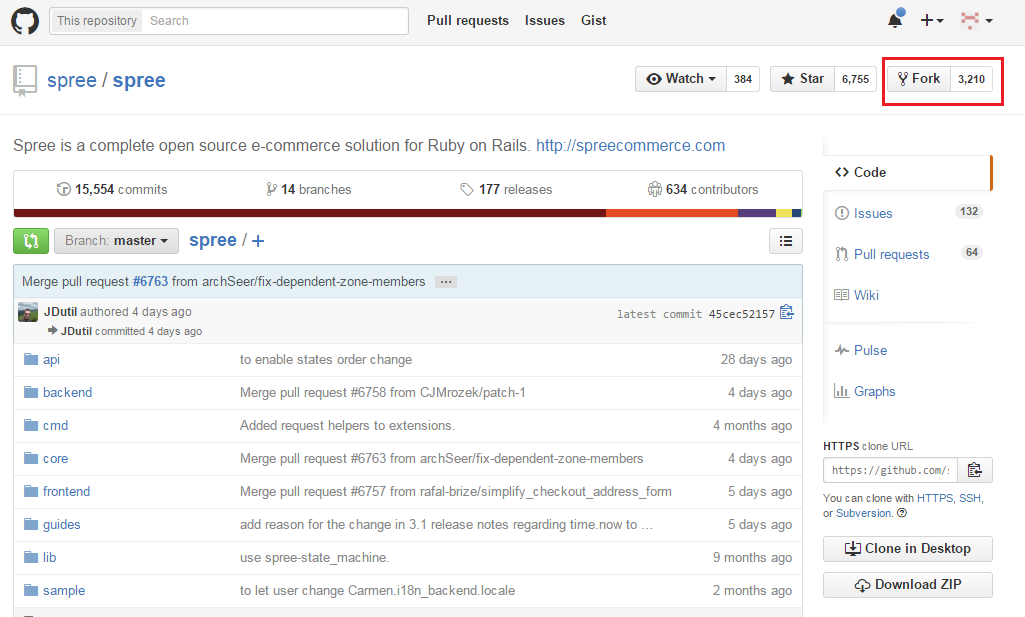 This repository Search Pull requests Issues Gist
spree / spree Watch 384 Star 6,755 Fork 3,210
Spree is a complete open source e-commerce solution for Ruby on Rails. http://spreecommerce.com
15,554 commits 14 branches 177 releases 634 contributors
Branch: master spree / +
Merge pull request #6763 from archSeer/fix-dependent-zone-members ...
JDutil authored 4 days ago latest commit 45cec52157
JDutil committed 4 days ago
api to enable states order change 28 days ago
backend Merge pull request #6758 from CJMrozek/patch-1 4 days ago
cmd Added request helpers to extensions. 4 months ago
core Merge pull request #6763 from archSeer/fix-dependent-zone-members 4 days ago
frontend Merge pull request #6757 from rafal-brize/simplify_checkout_address_form 5 days ago
guides add reason for the change in 3.1 release notes regarding time.now to … 5 days ago
lib use spree-state_machine. 9 months ago
sample to let user change Carmen.i18n_backend.locale 2 months ago
Code
Issues 132
Pull requests 64
Wiki
Pulse
Graphs
HTTPS clone URL
https://github.com/
You can clone with HTTPS, SSH,
or Subversion.
Clone in Desktop
Download ZIP